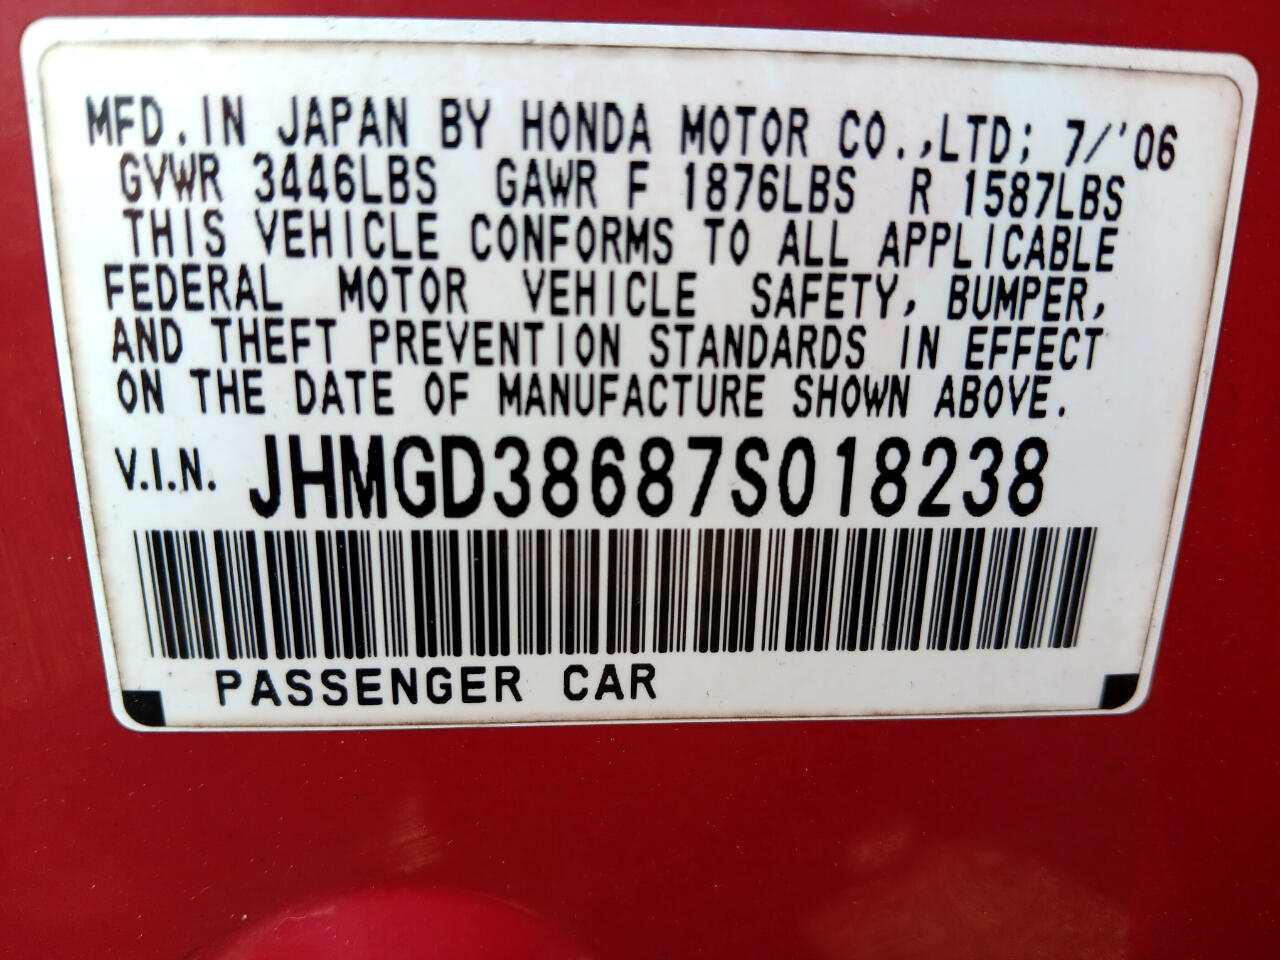 MFD. IN JAPAN BY HONDA MOTOR CO.,LTD; 7/'06
GVWR 3446LBS GAWR F 1876LBS R 1587LBS
THIS VEHICLE CONFORMS TO ALL APPLICABLE
FEDERAL MOTOR VEHICLE SAFETY, BUMPER,
AND THEFT PREVENTION STANDARDS IN EFFECT
ON THE DATE OF MANUFACTURE SHOWN ABOVE.
V.I.N. JHMGD38687S018238
PASSENGER CAR